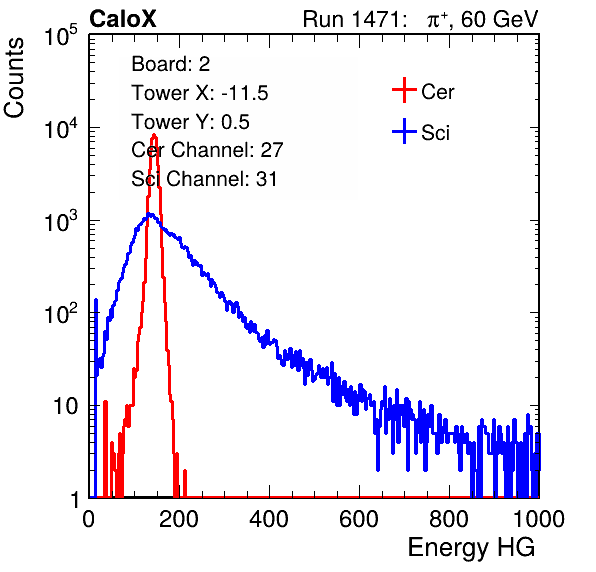 CaloX Run 1471: π⁺, 60 GeV
Counts
Board: 2
Tower X: -11.5
Tower Y: 0.5
Cer Channel: 27
Sci Channel: 31
Cer
Sci
10⁵
10⁴
10³
10²
10
1
0 200 400 600 800 1000
Energy HG